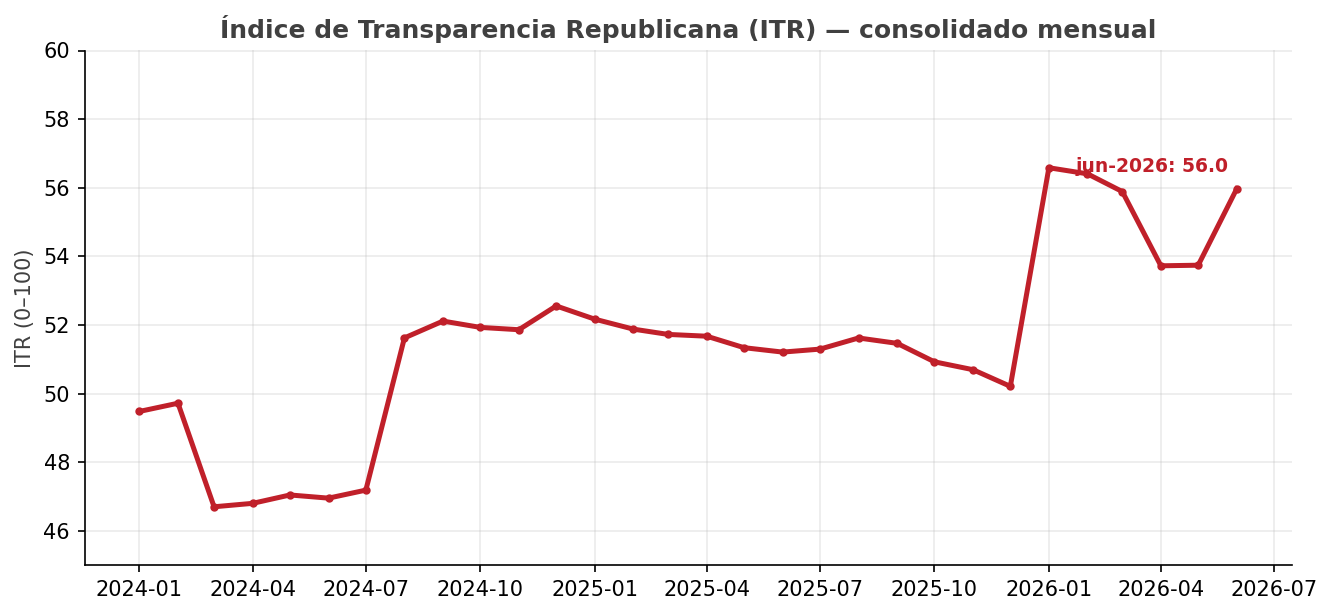 Índice de Transparencia Republicana (ITR) — consolidado mensual
60
58
56
54
52
50
48
46
ITR (0–100)
jun-2026: 56.0
2024-01 2024-04 2024-07 2024-10 2025-01 2025-04 2025-07 2025-10 2026-01 2026-04 2026-07